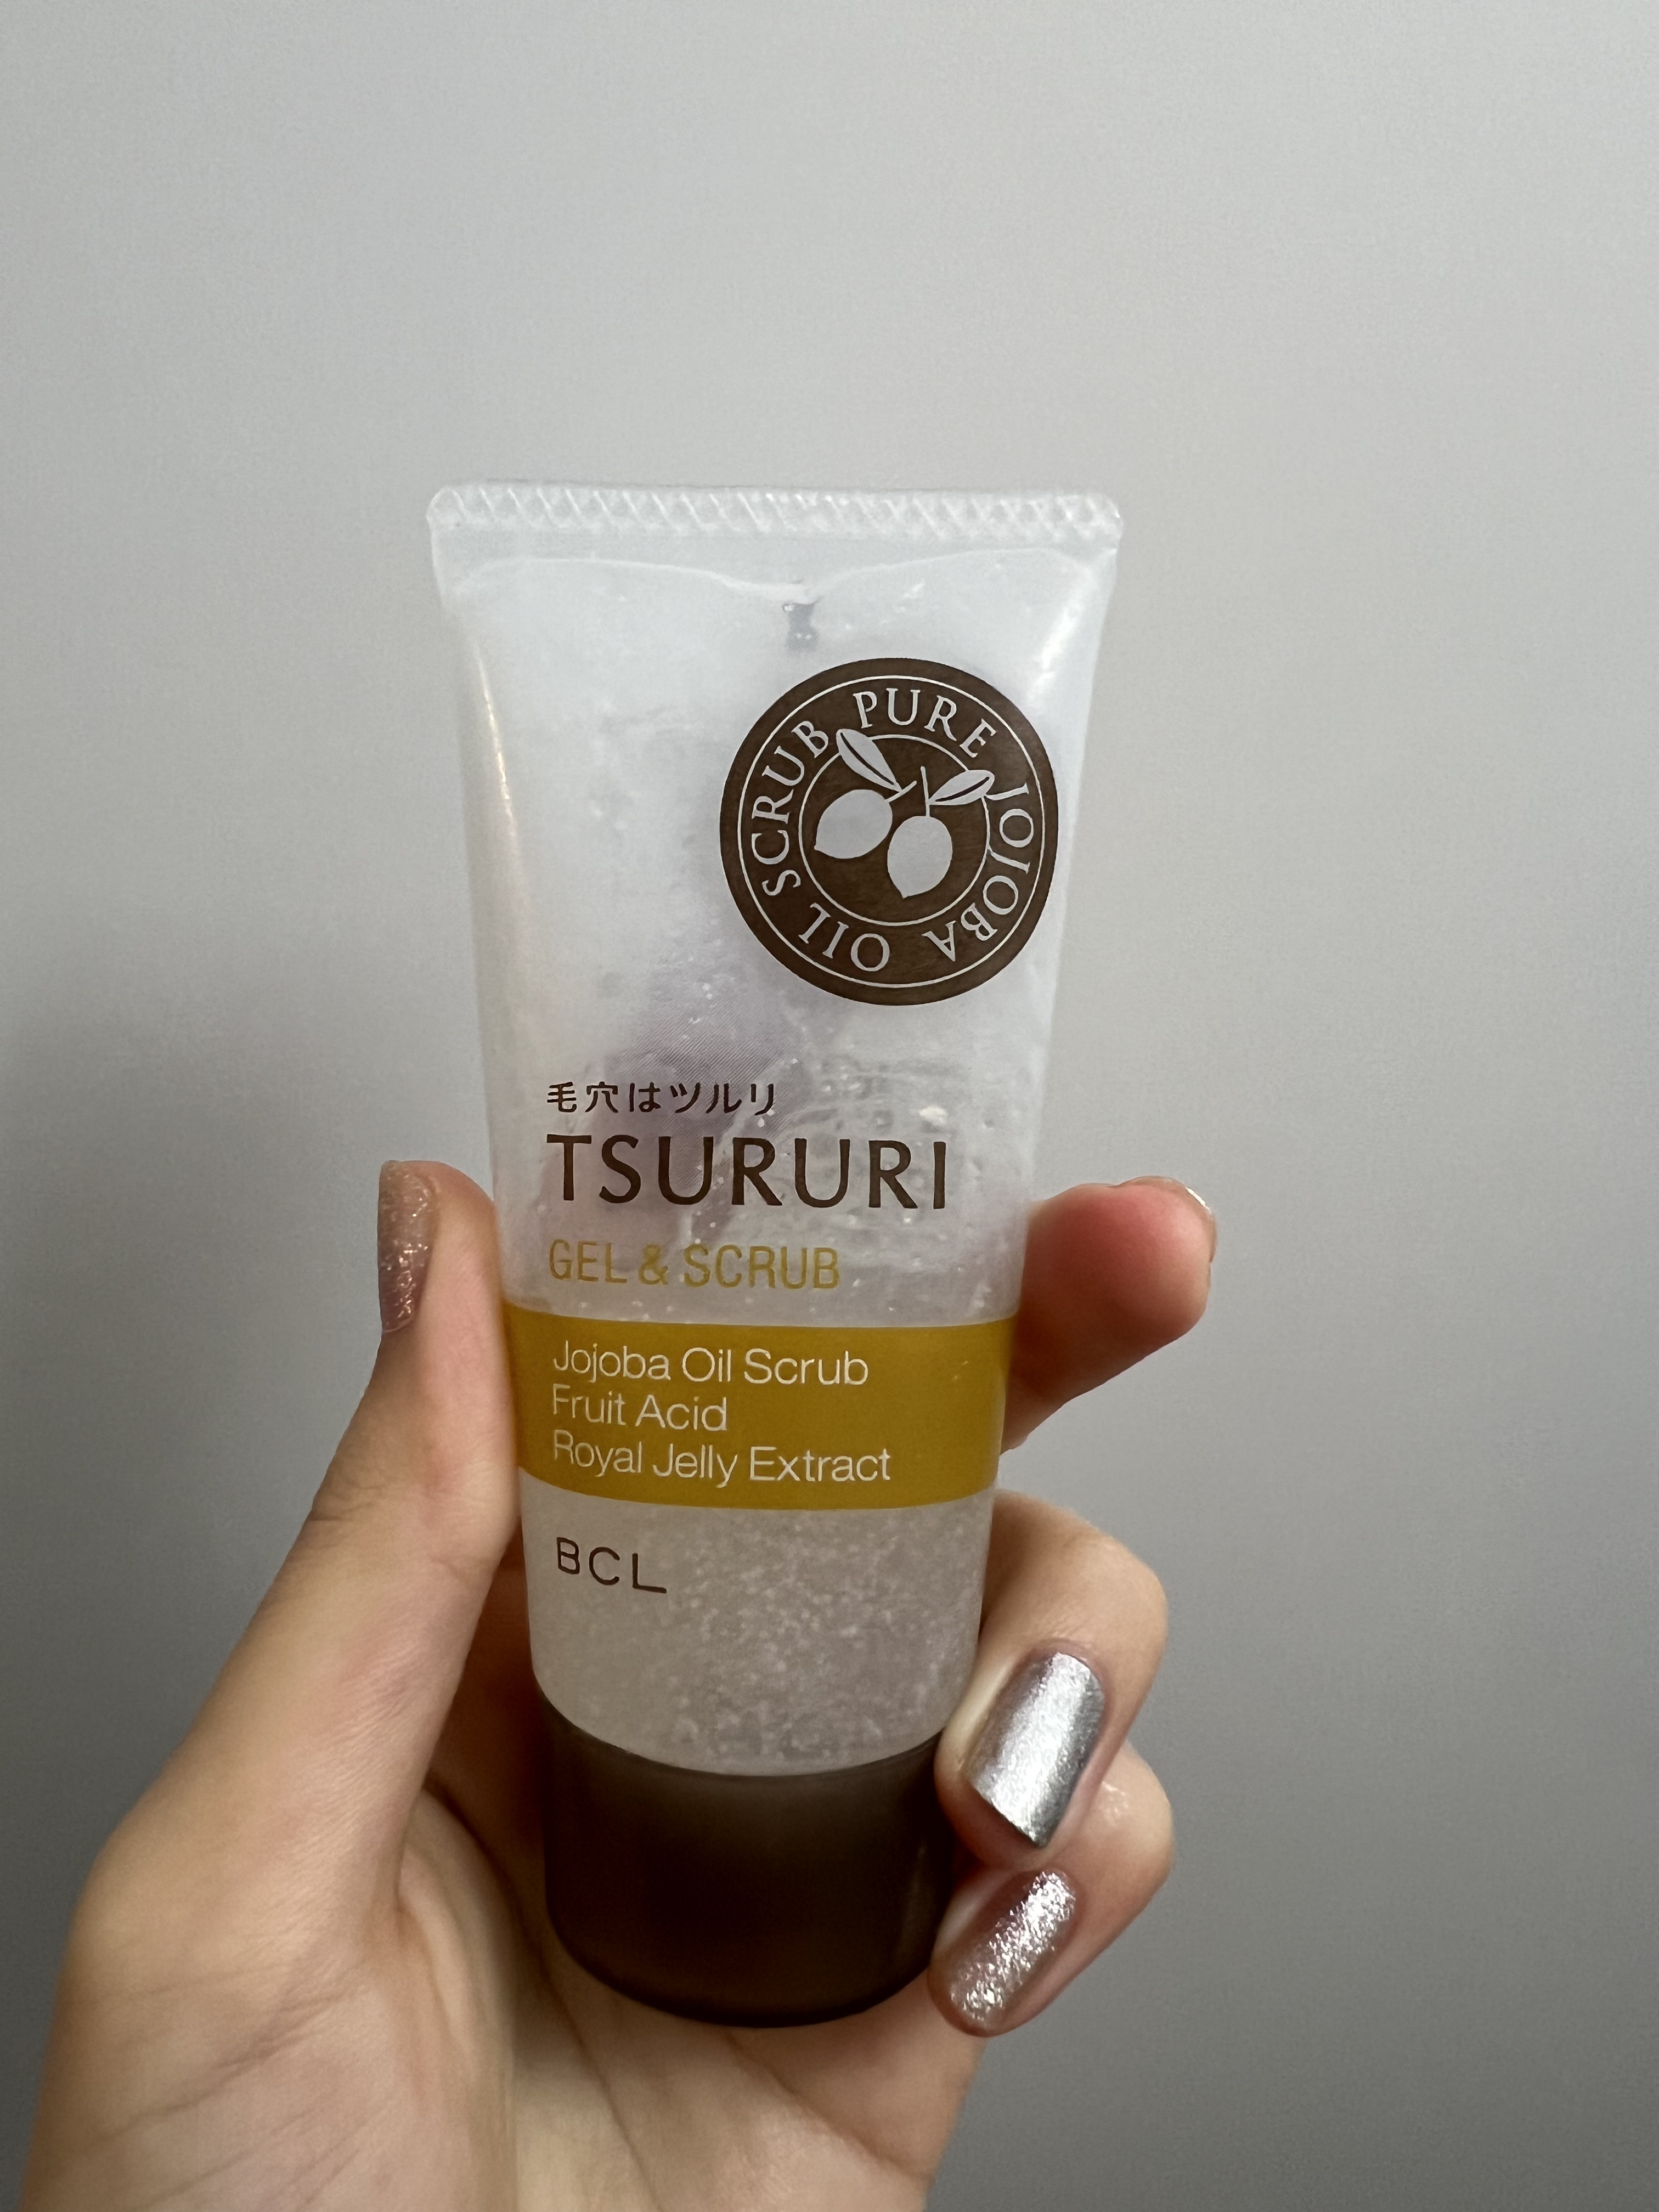 PURE JOJOBA OIL SCRUB
毛穴はツルリ
TSURURI
GEL & SCRUB
Jojoba Oil Scrub
Fruit Acid
Royal Jelly Extract
BCL